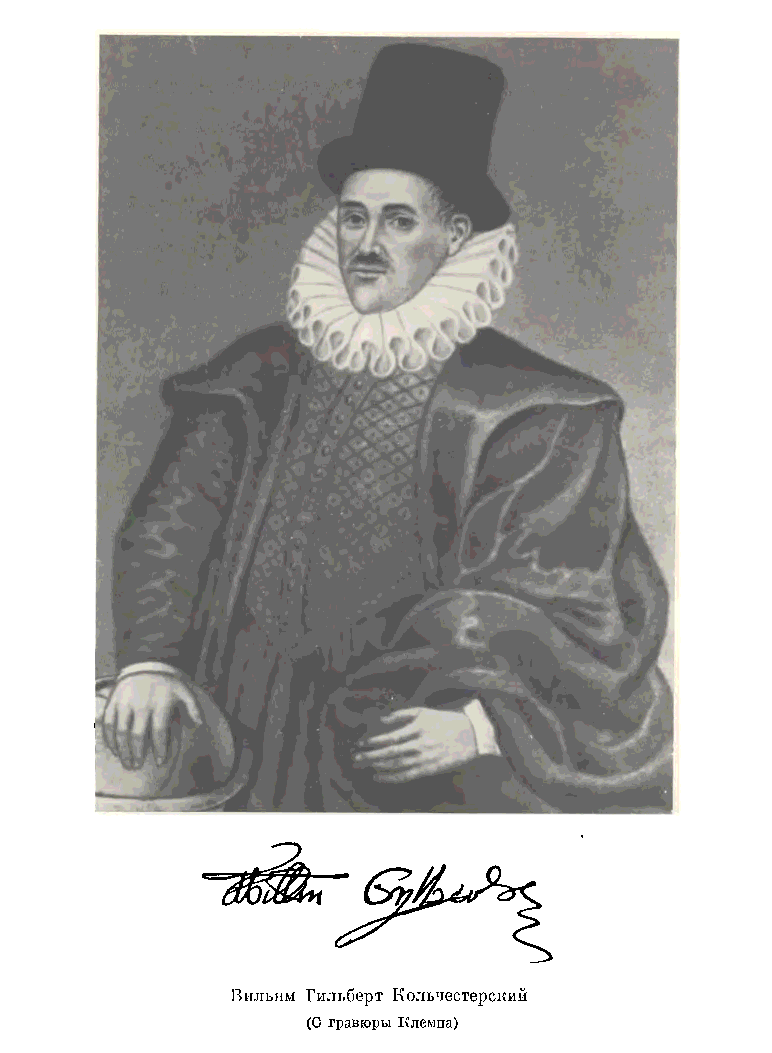 Вильям Гильберт Кольчестерский
(С гравюры Клемпа)